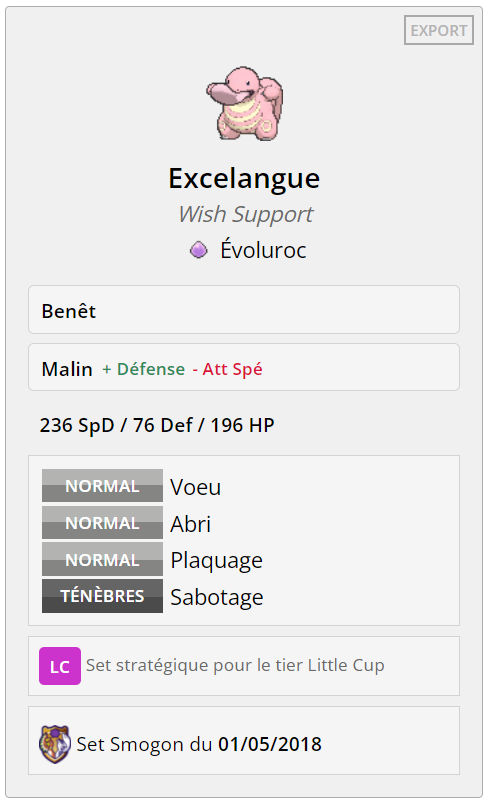 EXPORT
Excelangue
Wish Support
Évoluroc
Benêt
Malin + Défense - Att Spé
236 SpD / 76 Def / 196 HP
NORMAL Voeu
NORMAL Abri
NORMAL Plaquage
TÉNÈBRES Sabotage
LC Set stratégique pour le tier Little Cup
Set Smogon du 01/05/2018